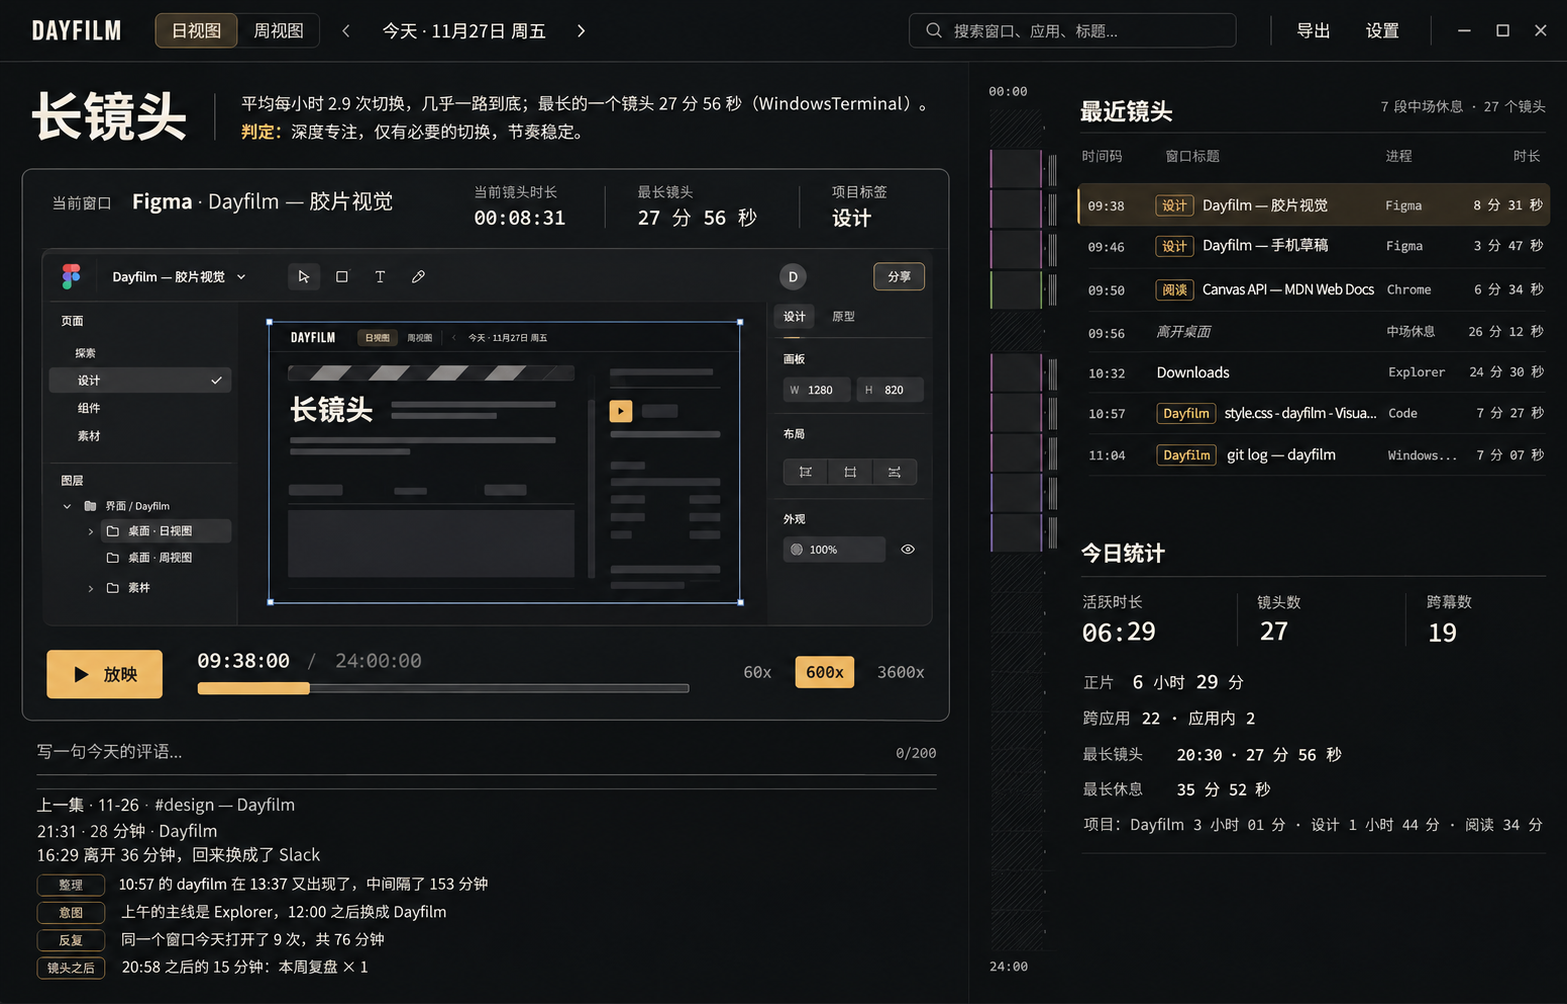 DAYFILM 日视图 周视图 今天 · 11月27日 周五 搜索窗口、应用、标题... 导出 设置
长镜头
平均每小时 2.9 次切换，几乎一路到底；最长的一个镜头 27 分 56 秒（WindowsTerminal）。
判定：深度专注，仅有必要的切换，节奏稳定。
当前窗口 Figma · Dayfilm — 胶片视觉
当前镜头时长
00:08:31
最长镜头
27 分 56 秒
项目标签
设计
Dayfilm — 胶片视觉 T D 分享
页面
探索
设计
组件
素材
图层
界面 / Dayfilm
桌面 · 日视图
桌面 · 周视图
素材
DAYFILM 日视图 周视图 今天 · 11月27日 周五
长镜头
设计 原型
画板
W 1280 H 820
布局
外观
100%
放映
09:38:00 / 24:00:00
60x 600x 3600x
写一句今天的评语... 0/200
上一集 · 11-26 · #design — Dayfilm
21:31 · 28 分钟 · Dayfilm
16:29 离开 36 分钟，回来换成了 Slack
整理 10:57 的 dayfilm 在 13:37 又出现了，中间隔了 153 分钟
意图 上午的主线是 Explorer，12:00 之后换成 Dayfilm
反复 同一个窗口今天打开了 9 次，共 76 分钟
镜头之后 20:58 之后的 15 分钟：本周复盘 × 1
00:00
24:00
最近镜头 7 段中场休息 · 27 个镜头
时间码 窗口标题 进程 时长
09:38 设计 Dayfilm — 胶片视觉 Figma 8 分 31 秒
09:46 设计 Dayfilm — 手机草稿 Figma 3 分 47 秒
09:50 阅读 Canvas API — MDN Web Docs Chrome 6 分 34 秒
09:56 离开桌面 中场休息 26 分 12 秒
10:32 Downloads Explorer 24 分 30 秒
10:57 Dayfilm style.css - dayfilm - Visua... Code 7 分 27 秒
11:04 Dayfilm git log — dayfilm Windows... 7 分 07 秒
今日统计
活跃时长 镜头数 跨幕数
06:29 27 19
正片 6 小时 29 分
跨应用 22 · 应用内 2
最长镜头 20:30 · 27 分 56 秒
最长休息 35 分 52 秒
项目：Dayfilm 3 小时 01 分 · 设计 1 小时 44 分 · 阅读 34 分